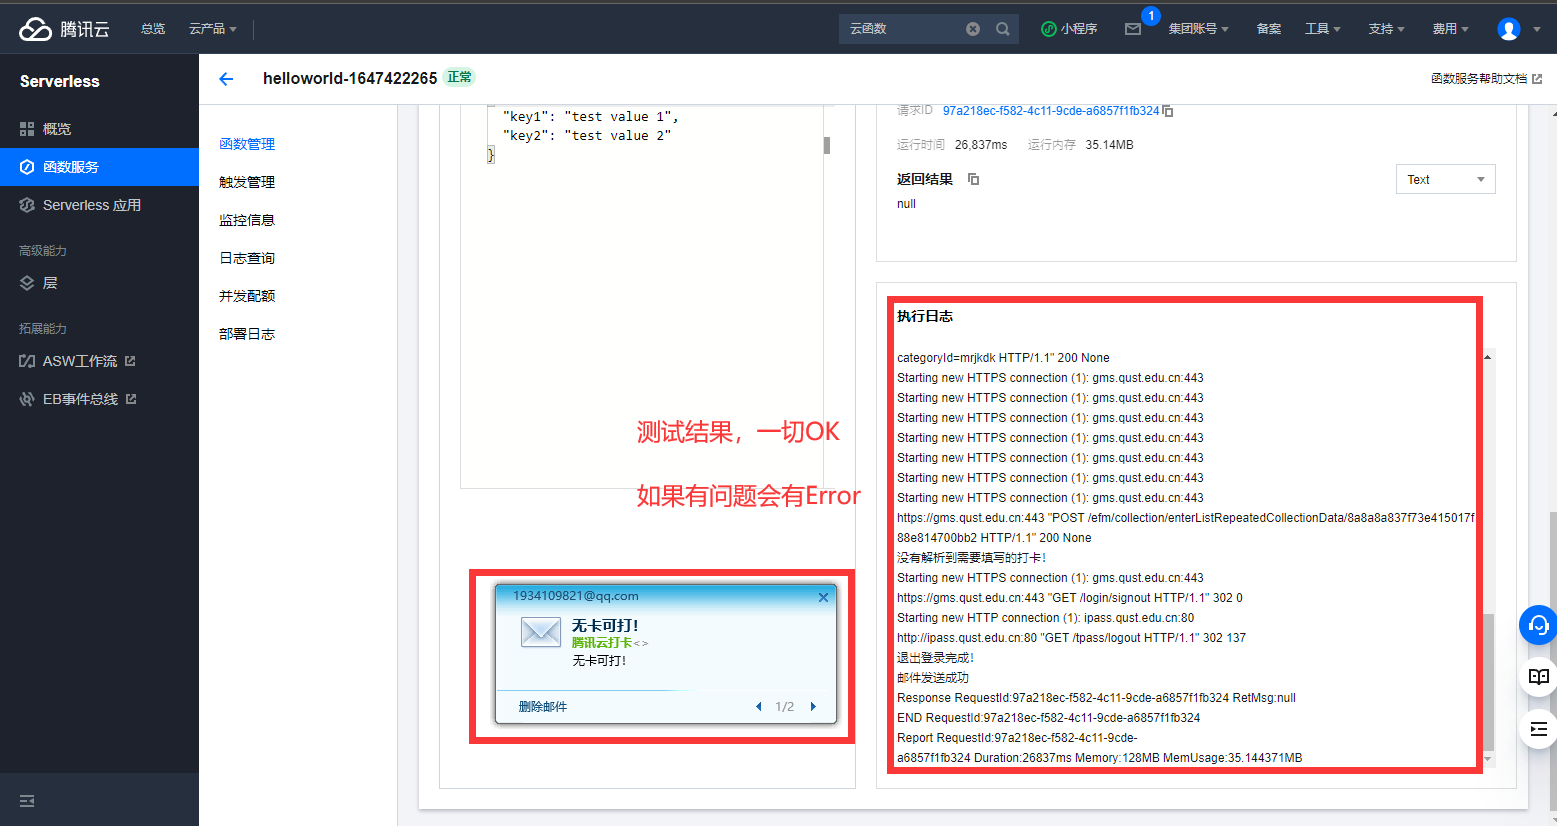 腾讯云
总览
云产品
云函数
小程序
1
集团账号
备案
工具
支持
费用
Serverless
helloworld-1647422265
正常
函数服务帮助文档
概览
函数服务
Serverless 应用
高级能力
层
拓展能力
ASW工作流
EB事件总线
函数管理
触发管理
监控信息
日志查询
并发配额
部署日志
"key1": "test value 1",
"key2": "test value 2"
}
测试结果，一切OK
如果有问题会有Error
1934109821@qq.com
无卡可打！
腾讯云打卡<>
无卡可打！
删除邮件
1/2
请求ID 97a218ec-f582-4c11-9cde-a6857f1fb324
运行时间 26,837ms 运行内存 35.14MB
返回结果
Text
null
执行日志
categoryId=mrjkdk HTTP/1.1" 200 None
Starting new HTTPS connection (1): gms.qust.edu.cn:443
Starting new HTTPS connection (1): gms.qust.edu.cn:443
Starting new HTTPS connection (1): gms.qust.edu.cn:443
Starting new HTTPS connection (1): gms.qust.edu.cn:443
Starting new HTTPS connection (1): gms.qust.edu.cn:443
Starting new HTTPS connection (1): gms.qust.edu.cn:443
Starting new HTTPS connection (1): gms.qust.edu.cn:443
https://gms.qust.edu.cn:443 "POST /efm/collection/enterListRepeatedCollectionData/8a8a8a837f73e415017f
88e814700bb2 HTTP/1.1" 200 None
没有解析到需要填写的打卡！
Starting new HTTPS connection (1): gms.qust.edu.cn:443
https://gms.qust.edu.cn:443 "GET /login/signout HTTP/1.1" 302 0
Starting new HTTP connection (1): ipass.qust.edu.cn:80
http://ipass.qust.edu.cn:80 "GET /tpass/logout HTTP/1.1" 302 137
退出登录完成！
邮件发送成功
Response RequestId:97a218ec-f582-4c11-9cde-a6857f1fb324 RetMsg:null
END RequestId:97a218ec-f582-4c11-9cde-a6857f1fb324
Report RequestId:97a218ec-f582-4c11-9cde-
a6857f1fb324 Duration:26837ms Memory:128MB MemUsage:35.144371MB